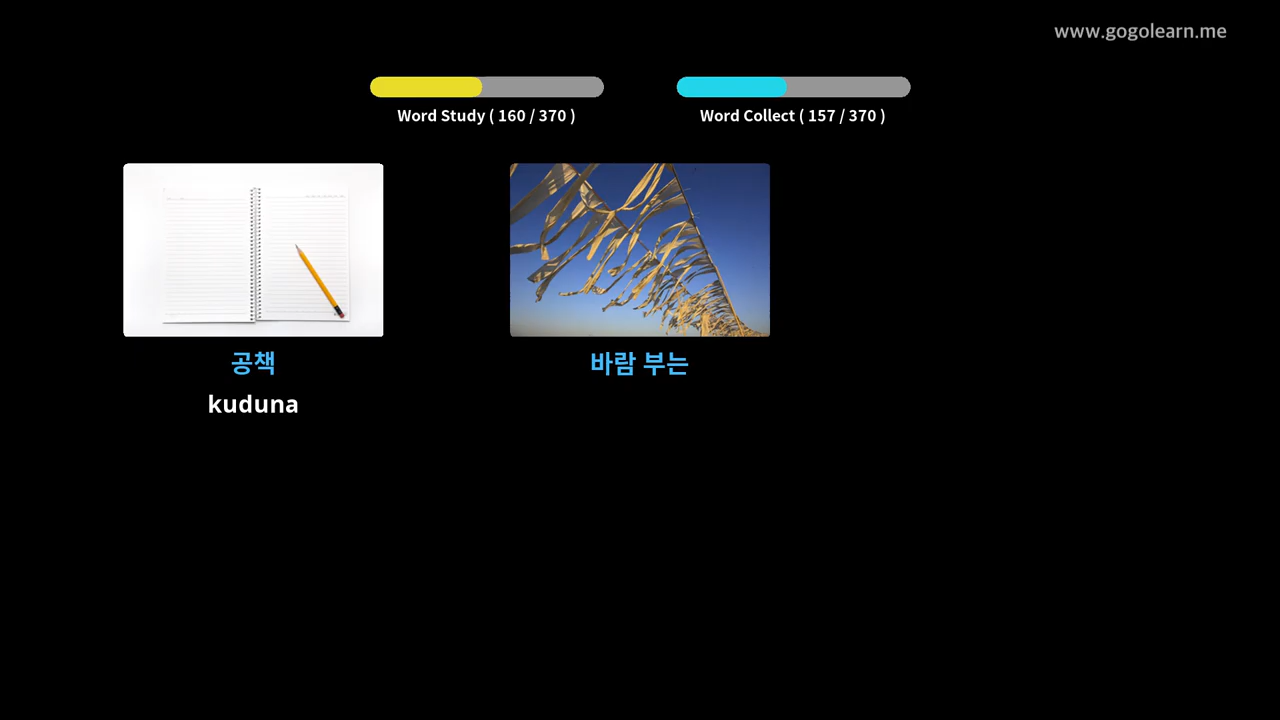 www.gogolearn.me
Word Study ( 160 / 370 )
Word Collect ( 157 / 370 )
공책
kuduna
바람 부는